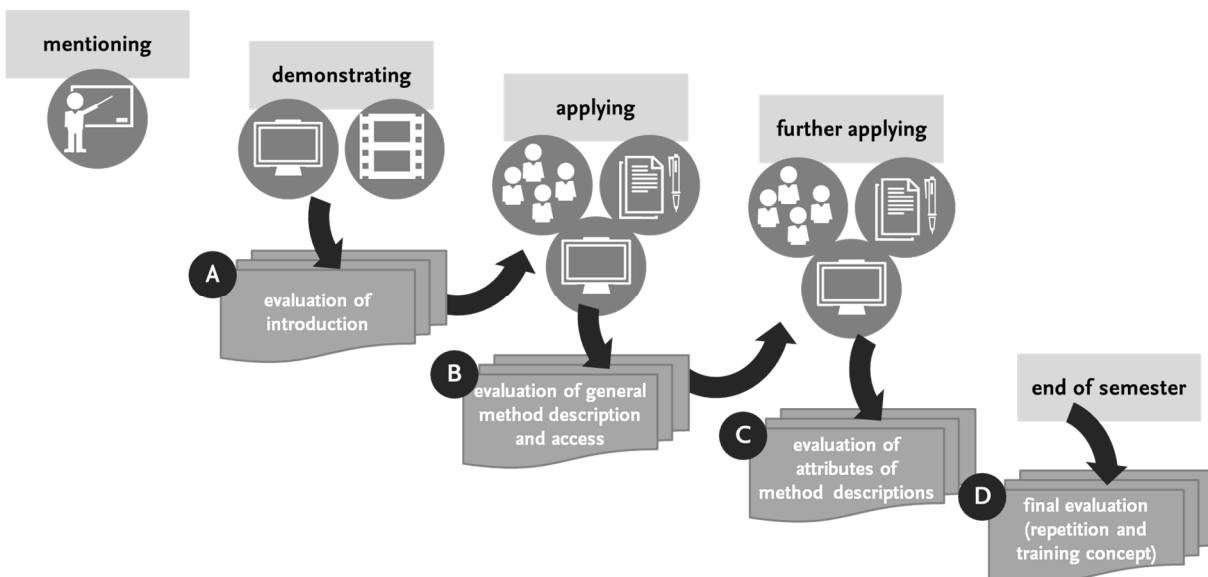 mentioning
demonstrating
applying
further applying
A
evaluation of
introduction
B
evaluation of general
method description
and access
C
evaluation of
attributes of
method descriptions
end of semester
D
final evaluation
(repetition and
training concept)